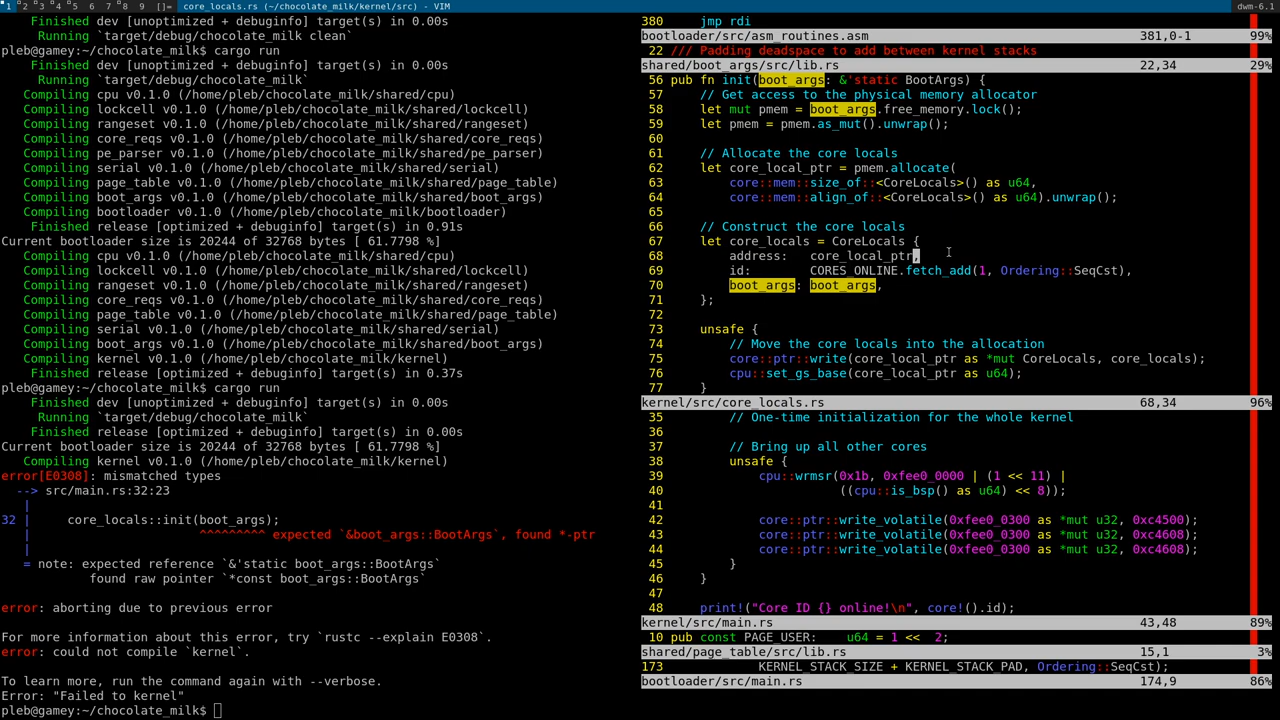 1 2 3 4 5 6 7 8 9 []= core_locals.rs (~/chocolate_milk/kernel/src) - VIM dwm-6.1
Finished dev [unoptimized + debuginfo] target(s) in 0.00s
Running `target/debug/chocolate_milk clean`
pleb@gamey:~/chocolate_milk$ cargo run
Finished dev [unoptimized + debuginfo] target(s) in 0.00s
Running `target/debug/chocolate_milk`
Compiling cpu v0.1.0 (/home/pleb/chocolate_milk/shared/cpu)
Compiling lockcell v0.1.0 (/home/pleb/chocolate_milk/shared/lockcell)
Compiling rangeset v0.1.0 (/home/pleb/chocolate_milk/shared/rangeset)
Compiling core_reqs v0.1.0 (/home/pleb/chocolate_milk/shared/core_reqs)
Compiling pe_parser v0.1.0 (/home/pleb/chocolate_milk/shared/pe_parser)
Compiling serial v0.1.0 (/home/pleb/chocolate_milk/shared/serial)
Compiling page_table v0.1.0 (/home/pleb/chocolate_milk/shared/page_table)
Compiling boot_args v0.1.0 (/home/pleb/chocolate_milk/shared/boot_args)
Compiling bootloader v0.1.0 (/home/pleb/chocolate_milk/bootloader)
Finished release [optimized + debuginfo] target(s) in 0.91s
Current bootloader size is 20244 of 32768 bytes [ 61.7798 %]
Compiling cpu v0.1.0 (/home/pleb/chocolate_milk/shared/cpu)
Compiling lockcell v0.1.0 (/home/pleb/chocolate_milk/shared/lockcell)
Compiling rangeset v0.1.0 (/home/pleb/chocolate_milk/shared/rangeset)
Compiling core_reqs v0.1.0 (/home/pleb/chocolate_milk/shared/core_reqs)
Compiling page_table v0.1.0 (/home/pleb/chocolate_milk/shared/page_table)
Compiling serial v0.1.0 (/home/pleb/chocolate_milk/shared/serial)
Compiling boot_args v0.1.0 (/home/pleb/chocolate_milk/shared/boot_args)
Compiling kernel v0.1.0 (/home/pleb/chocolate_milk/kernel)
Finished release [optimized + debuginfo] target(s) in 0.37s
pleb@gamey:~/chocolate_milk$ cargo run
Finished dev [unoptimized + debuginfo] target(s) in 0.00s
Running `target/debug/chocolate_milk`
Finished release [optimized + debuginfo] target(s) in 0.00s
Current bootloader size is 20244 of 32768 bytes [ 61.7798 %]
Compiling kernel v0.1.0 (/home/pleb/chocolate_milk/kernel)
error[E0308]: mismatched types
--> src/main.rs:32:23
|
32 | core_locals::init(boot_args);
| ^^^^^^^^^ expected `&boot_args::BootArgs`, found *-ptr
|
= note: expected reference `&'static boot_args::BootArgs`
found raw pointer `*const boot_args::BootArgs`
error: aborting due to previous error
For more information about this error, try `rustc --explain E0308`.
error: could not compile `kernel`.
To learn more, run the command again with --verbose.
Error: "Failed to kernel"
pleb@gamey:~/chocolate_milk$
380 jmp rdi
bootloader/src/asm_routines.asm 381,0-1 99%
22 /// Padding deadspace to add between kernel stacks
shared/boot_args/src/lib.rs 22,34 29%
56 pub fn init(boot_args: &'static BootArgs) {
57 // Get access to the physical memory allocator
58 let mut pmem = boot_args.free_memory.lock();
59 let pmem = pmem.as_mut().unwrap();
60
61 // Allocate the core locals
62 let core_local_ptr = pmem.allocate(
63 core::mem::size_of::<CoreLocals>() as u64,
64 core::mem::align_of::<CoreLocals>() as u64).unwrap();
65
66 // Construct the core locals
67 let core_locals = CoreLocals {
68 address: core_local_ptr,
69 id: CORES_ONLINE.fetch_add(1, Ordering::SeqCst),
70 boot_args: boot_args,
71 };
72
73 unsafe {
74 // Move the core locals into the allocation
75 core::ptr::write(core_local_ptr as *mut CoreLocals, core_locals);
76 cpu::set_gs_base(core_local_ptr as u64);
77 }
kernel/src/core_locals.rs 68,34 96%
35 // One-time initialization for the whole kernel
36
37 // Bring up all other cores
38 unsafe {
39 cpu::wrmsr(0x1b, 0xfee0_0000 | (1 << 11) |
40 ((cpu::is_bsp() as u64) << 8));
41
42 core::ptr::write_volatile(0xfee0_0300 as *mut u32, 0xc4500);
43 core::ptr::write_volatile(0xfee0_0300 as *mut u32, 0xc4608);
44 core::ptr::write_volatile(0xfee0_0300 as *mut u32, 0xc4608);
45 }
46 }
47
48 print!("Core ID {} online!\n", core!().id);
kernel/src/main.rs 43,48 89%
10 pub const PAGE_USER: u64 = 1 << 2;
shared/page_table/src/lib.rs 15,1 3%
173 KERNEL_STACK_SIZE + KERNEL_STACK_PAD, Ordering::SeqCst);
bootloader/src/main.rs 174,9 86%